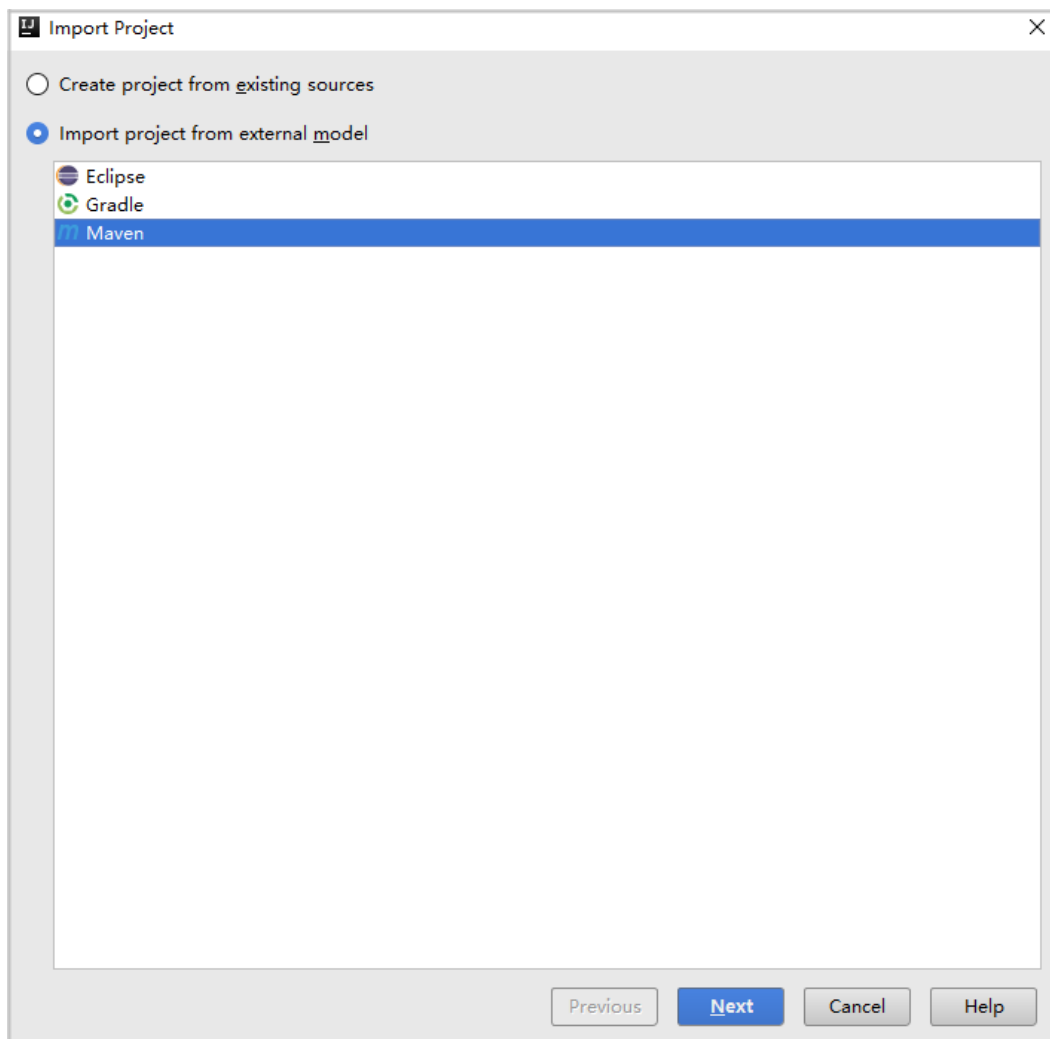 Import Project
Create project from existing sources
Import project from external model
Eclipse
Gradle
Maven
Previous Next Cancel Help